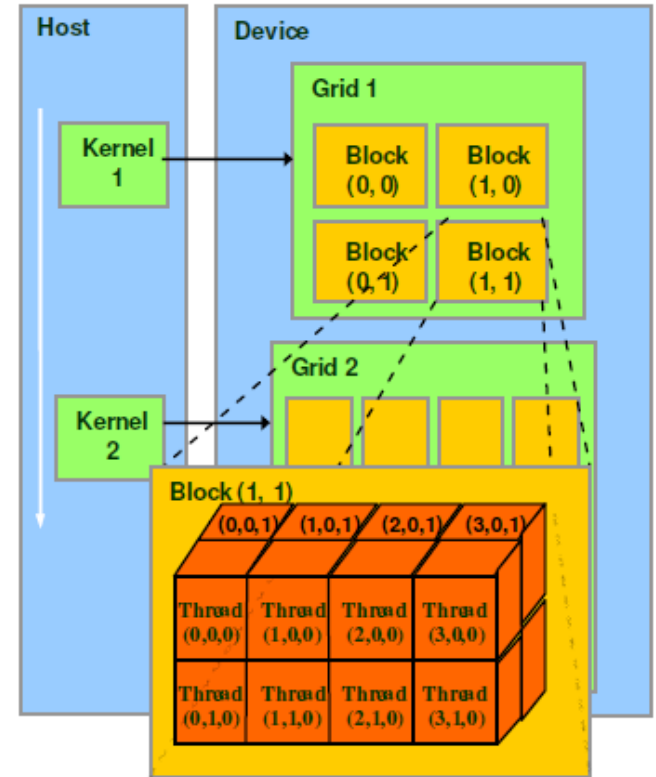 Host
Device
Grid 1
Kernel
1
Block
(0, 0)
Block
(1, 0)
Block
(0, 1)
Block
(1, 1)
Grid 2
Kernel
2
Block (1, 1)
(0,0,1) (1,0,1) (2,0,1) (3,0,1)
Thread
(0,0,0)
Thread
(1,0,0)
Thread
(2,0,0)
Thread
(3,0,0)
Thread
(0,1,0)
Thread
(1,1,0)
Thread
(2,1,0)
Thread
(3,1,0)